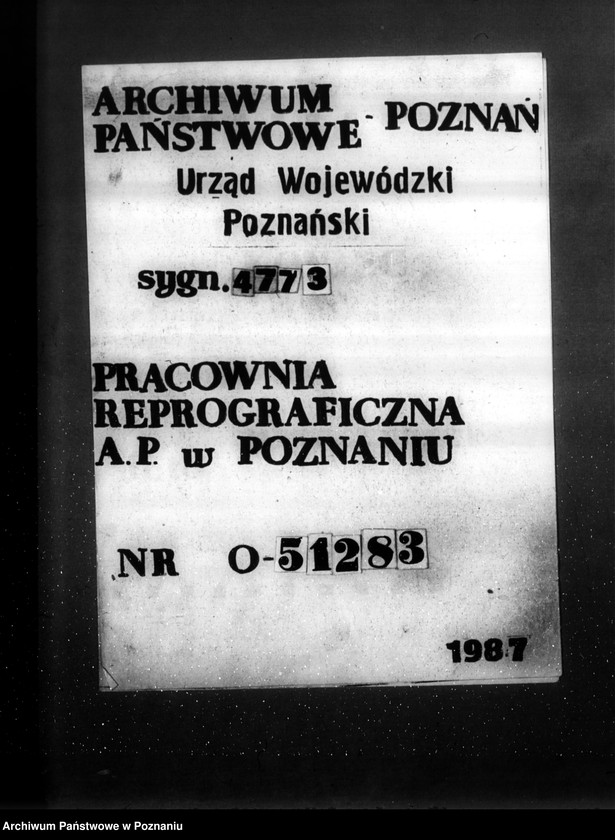 ARCHIWUM
PAŃSTWOWE - POZNAŃ
Urząd Wojewódzki
Poznański
sygn. 4773
PRACOWNIA
REPROGRAFICZNA
A.P. w POZNANIU
NR O-51283
1987
Archiwum Państwowe w Poznaniu